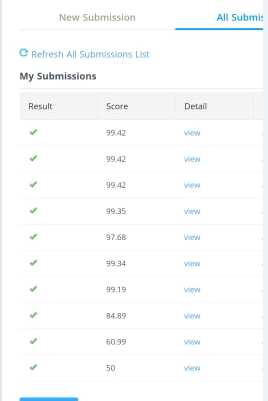 New Submission All Submis
Refresh All Submissions List
My Submissions
Result Score Detail
99.42 view
99.42 view
99.42 view
99.35 view
97.68 view
99.34 view
99.19 view
84.89 view
60.99 view
50 view